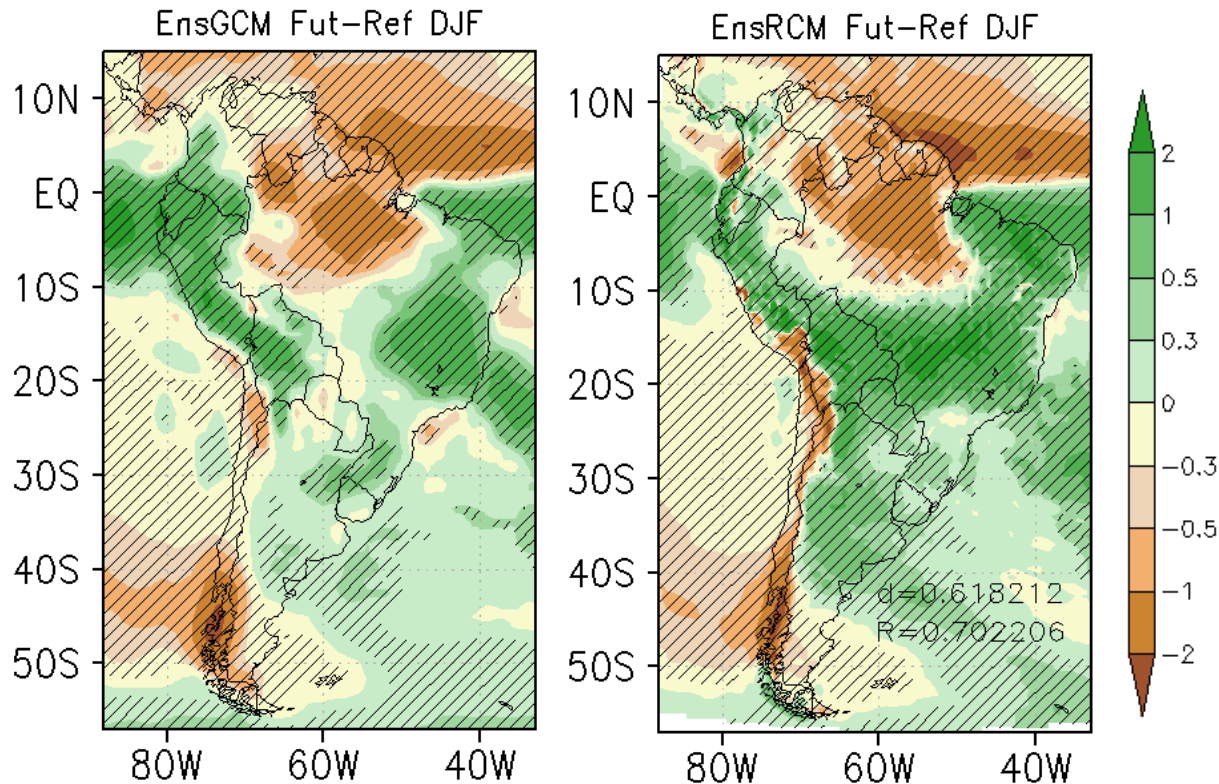 EnsGCM Fut-Ref DJF
10N
EQ
10S
20S
30S
40S
50S
80W
60W
40W
EnsRCM Fut-Ref DJF
10N
EQ
10S
20S
30S
40S
50S
80W
60W
40W
d=0.618212
R=0.702206
2
1
0.5
0.3
0
-0.3
-0.5
-1
-2